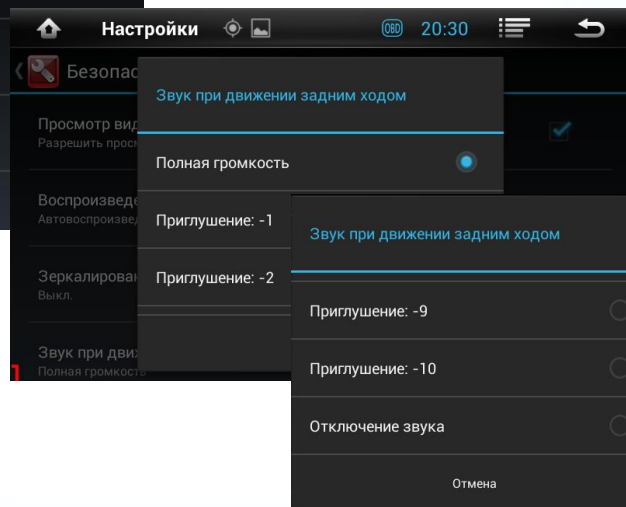 Настройки
OBD
20:30
Безопас
Просмотр вид
Разрешить прос
Воспроизведе
Автовоспроизвед
Зеркалирован
Выкл.
Звук при движ
Полная громкость
1
Звук при движении задним ходом
Полная громкость
Приглушение: -1
Приглушение: -2
Звук при движении задним ходом
Приглушение: -9
Приглушение: -10
Отключение звука
Отмена